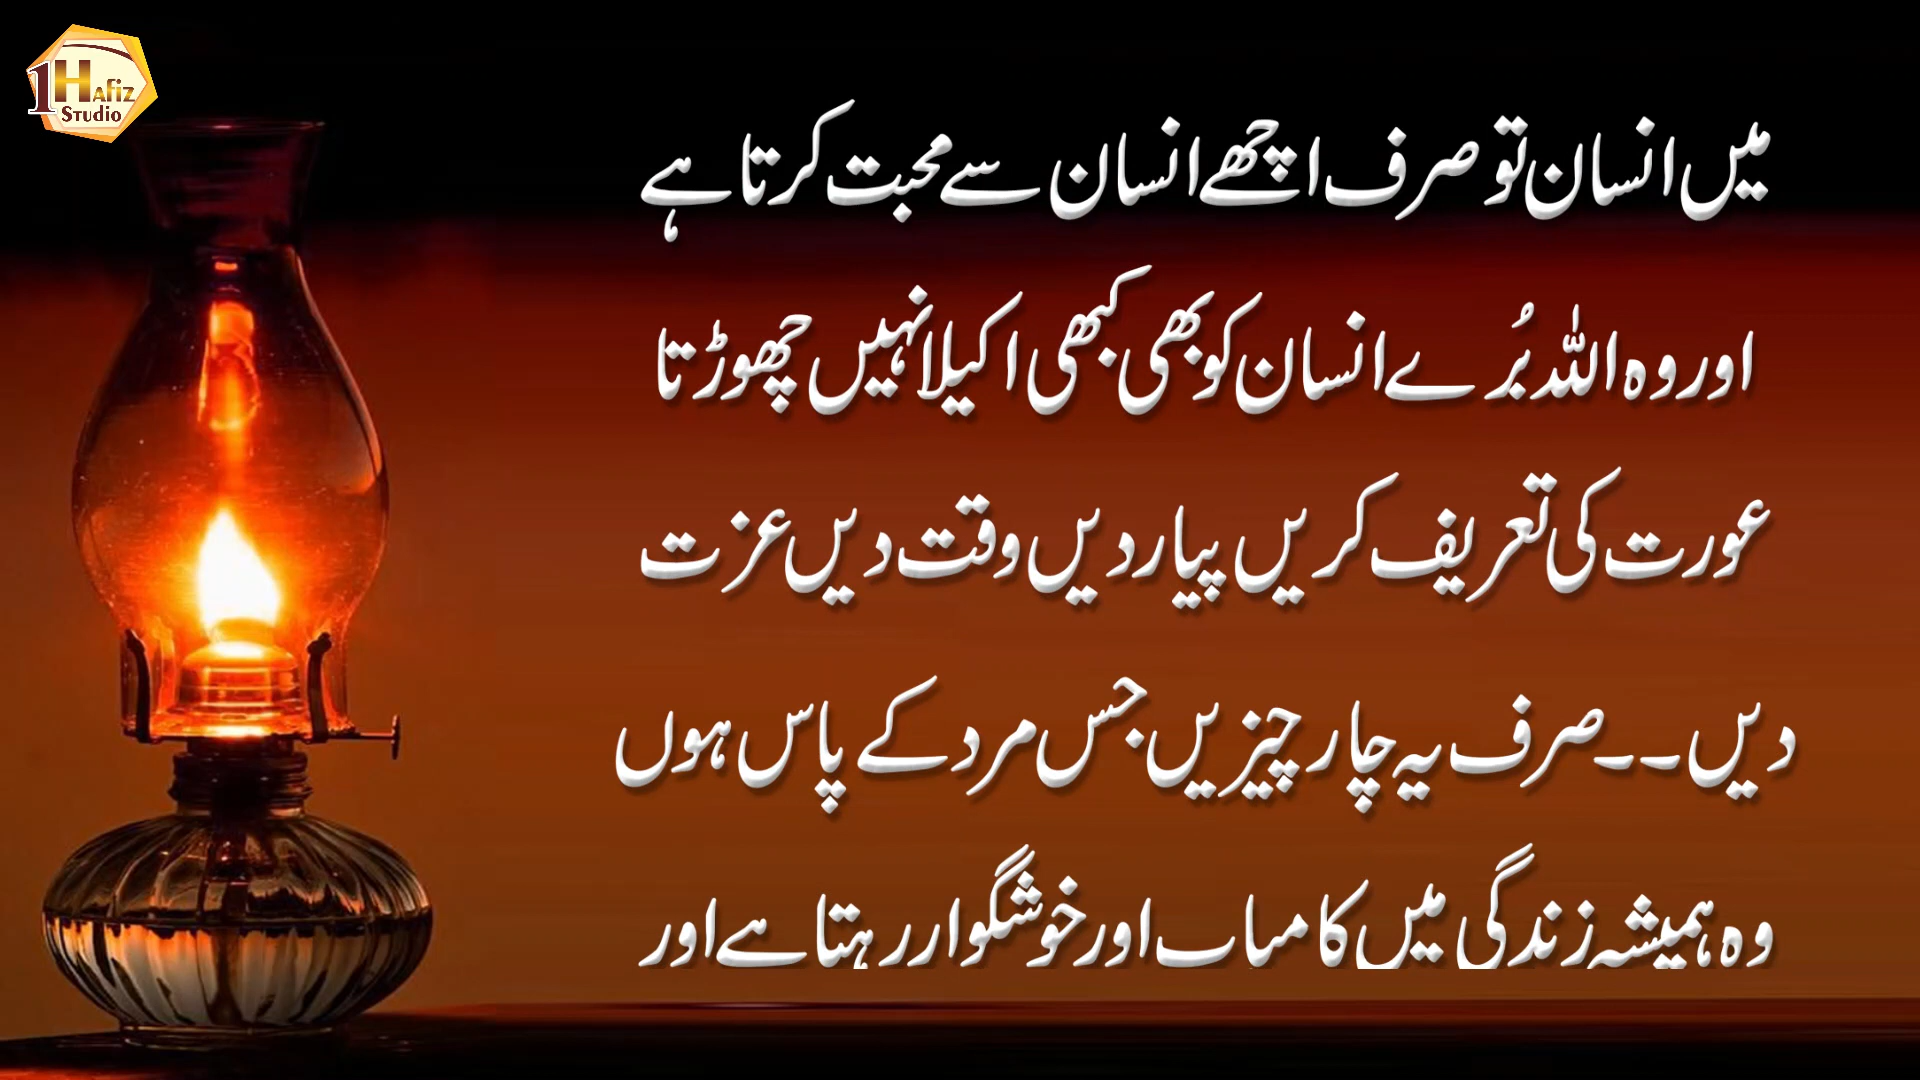 1Hafiz
Studio
میں انسان تو صرف اچھے انسان سے محبت کرتا ہے
اور وہ اللہ بُرے انسان کو بھی کبھی اکیلا نہیں چھوڑتا
عورت کی تعریف کریں پیار دیں وقت دیں عزت
دیں۔۔صرف یہ چار چیزیں جس مرد کے پاس ہوں
وہ ہمیشہ زندگی میں کامیاب اور خوشگوار رہتا ہے اور